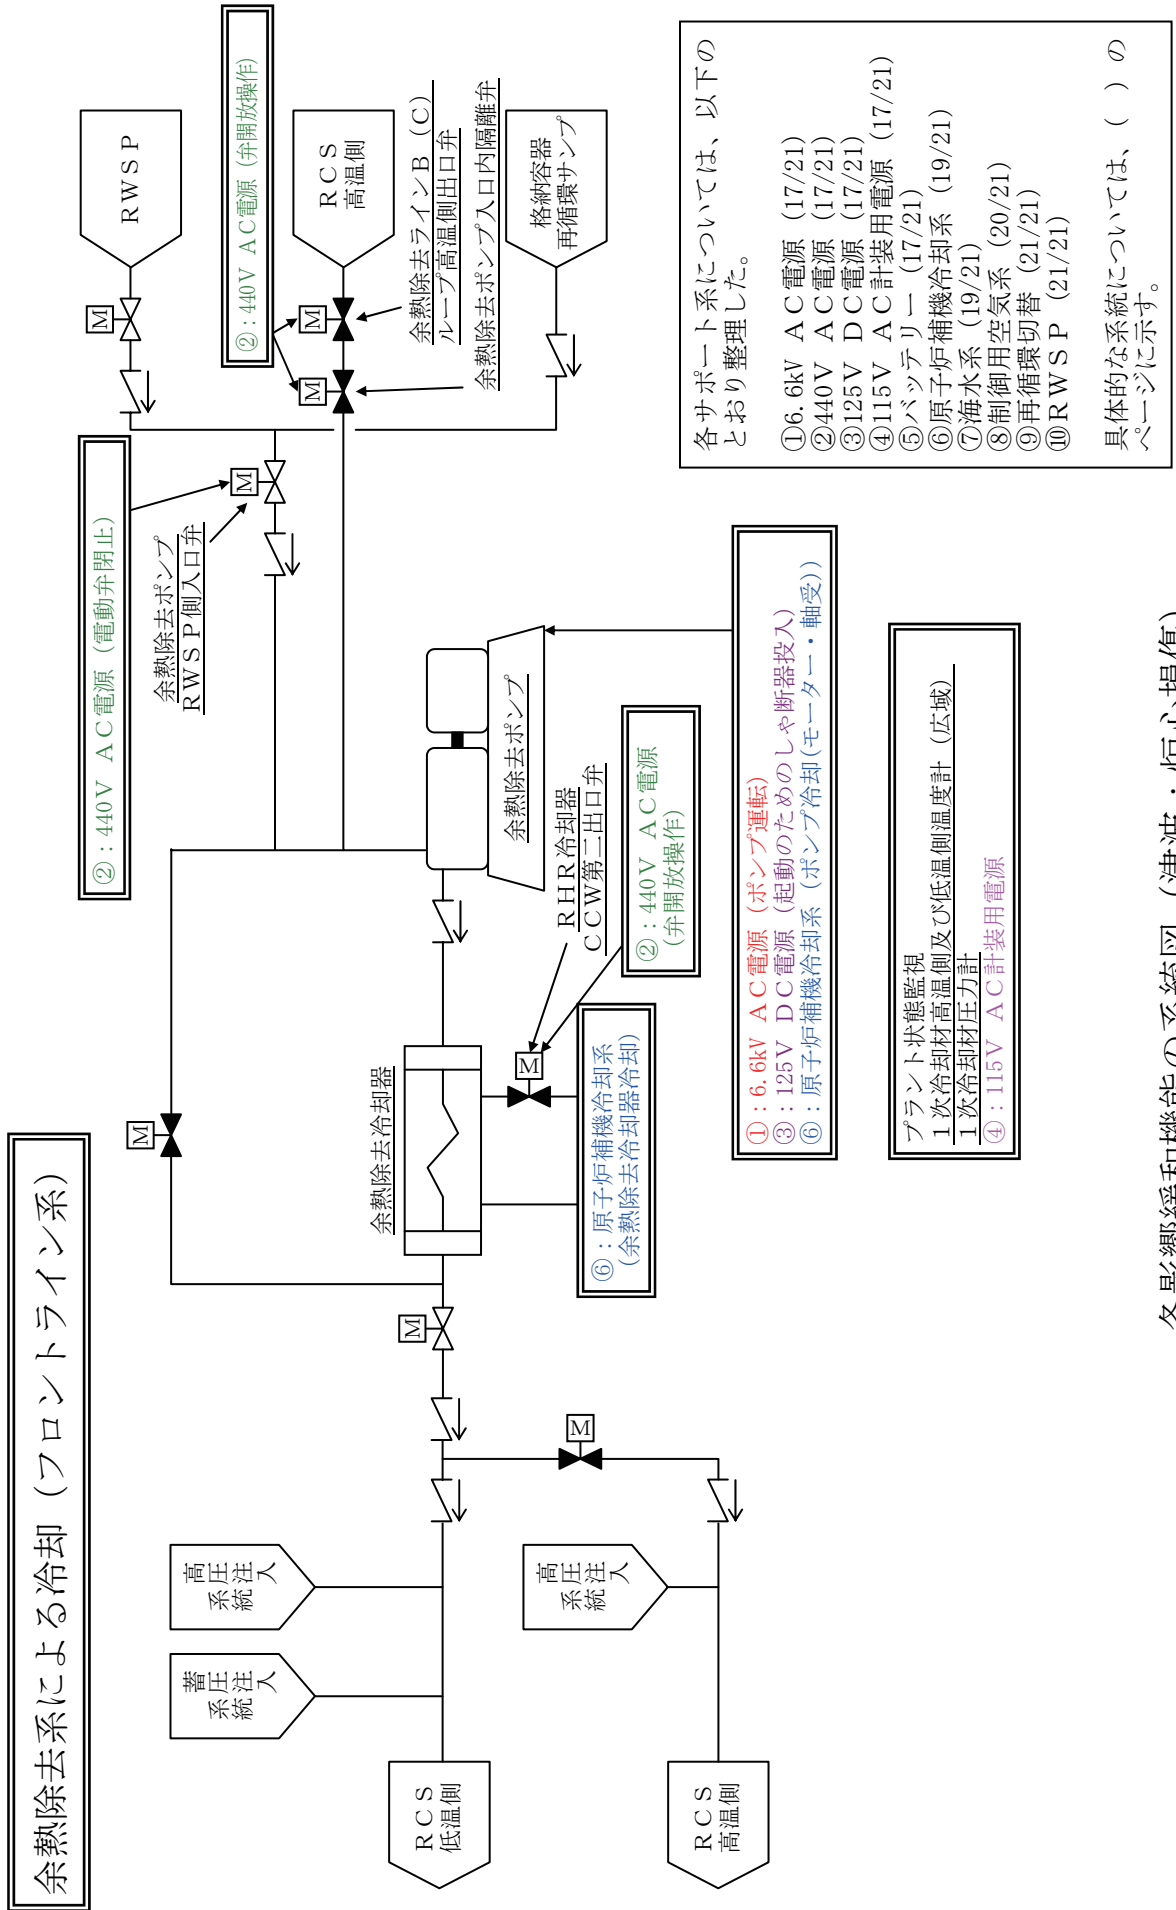 余熱除去系による冷却（フロントライン系）
蓄圧注入
系統
高圧注入
系統
高圧注入
系統
RCS
低温側
RCS
高温側
M
M
M
M
M
M
M
M
余熱除去冷却器
⑥：原子炉補機冷却系
(余熱除去冷却器冷却)
RHR冷却器
CCW第二出口弁
②：440V AC電源
(弁開放操作)
余熱除去ポンプ
②：440V AC電源（電動弁閉止）
余熱除去ポンプ
RWSP側入口弁
②：440V AC電源（弁開放操作）
RWSP
RCS
高温側
格納容器
再循環サンプ
余熱除去ラインB（C）
ループ高温側出口弁
余熱除去ポンプ入口内隔離弁
①：6.6kV AC電源（ポンプ運転）
③：125V DC電源（起動のためのしゃ断器投入）
⑥：原子炉補機冷却系（ポンプ冷却(モーター・軸受))
プラント状態監視
1次冷却材高温側及び低温側温度計（広域）
1次冷却材圧力計
④：115V AC計装用電源
各サポート系については、以下の
とおり整理した。
①6.6kV AC電源（17/21）
②440V AC電源（17/21）
③125V DC電源（17/21）
④115V AC計装用電源（17/21）
⑤バッテリー（17/21）
⑥原子炉補機冷却系（19/21）
⑦海水系（19/21）
⑧制御用空気系（20/21）
⑨再循環切替（21/21）
⑩RWSP（21/21）
具体的な系統については、（ ）の
ページに示す。
各影響緩和機能の系統図（津波：炉心損傷）